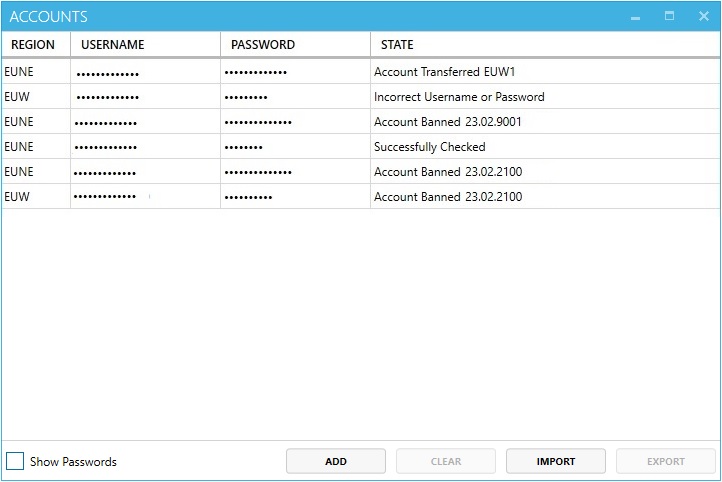 ACCOUNTS
REGION USERNAME PASSWORD STATE
EUNE ••••••••••••• ••••••••••••• Account Transferred EUW1
EUW ••••••••••••• ••••••••• Incorrect Username or Password
EUNE ••••••••••••• •••••••••••••• Account Banned 23.02.9001
EUNE ••••••••••••• •••••••• Successfully Checked
EUNE ••••••••••••• •••••••••••••• Account Banned 23.02.2100
EUW ••••••••••••• •••••••••• Account Banned 23.02.2100
Show Passwords ADD CLEAR IMPORT EXPORT